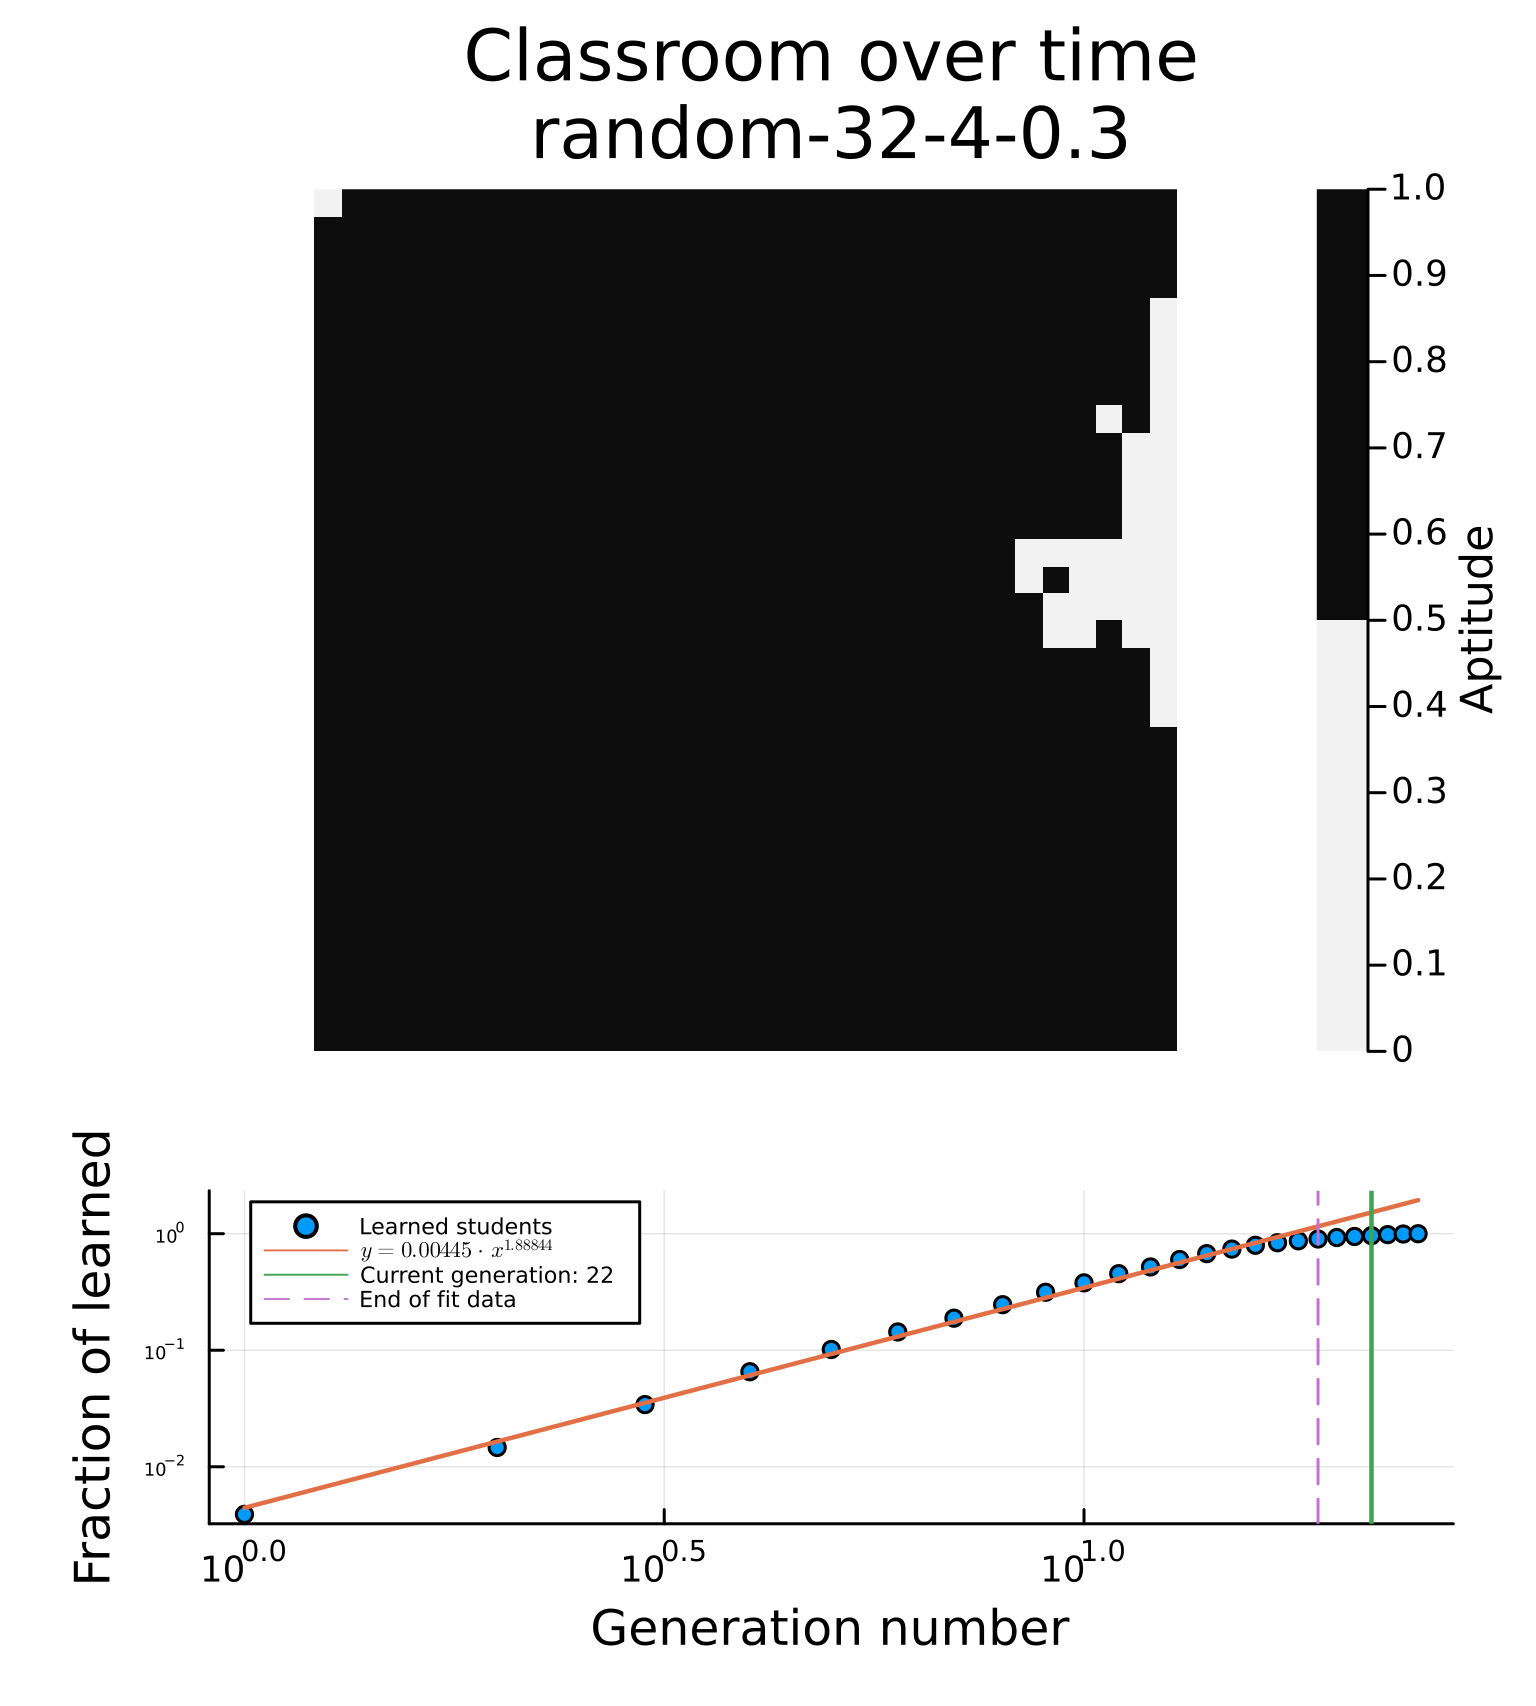 Classroom over time
random-32-4-0.3
1.0
0.9
0.8
0.7
0.6
0.5
0.4
0.3
0.2
0.1
0
Aptitude
Fraction of learned
10⁰
10⁻¹
10⁻²
Learned students
y = 0.00445 · x^1.88844
Current generation: 22
End of fit data
10^0.0
10^0.5
10^1.0
Generation number